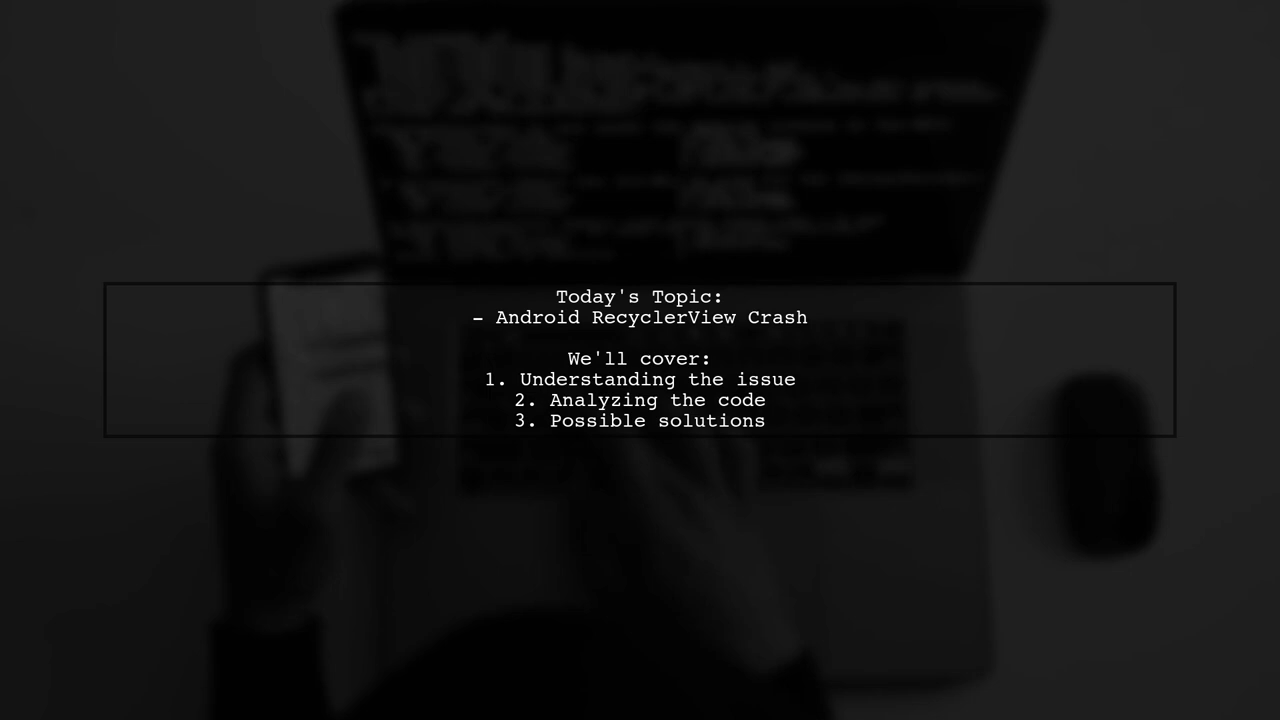 Today's Topic:
- Android RecyclerView Crash
We'll cover:
1. Understanding the issue
2. Analyzing the code
3. Possible solutions